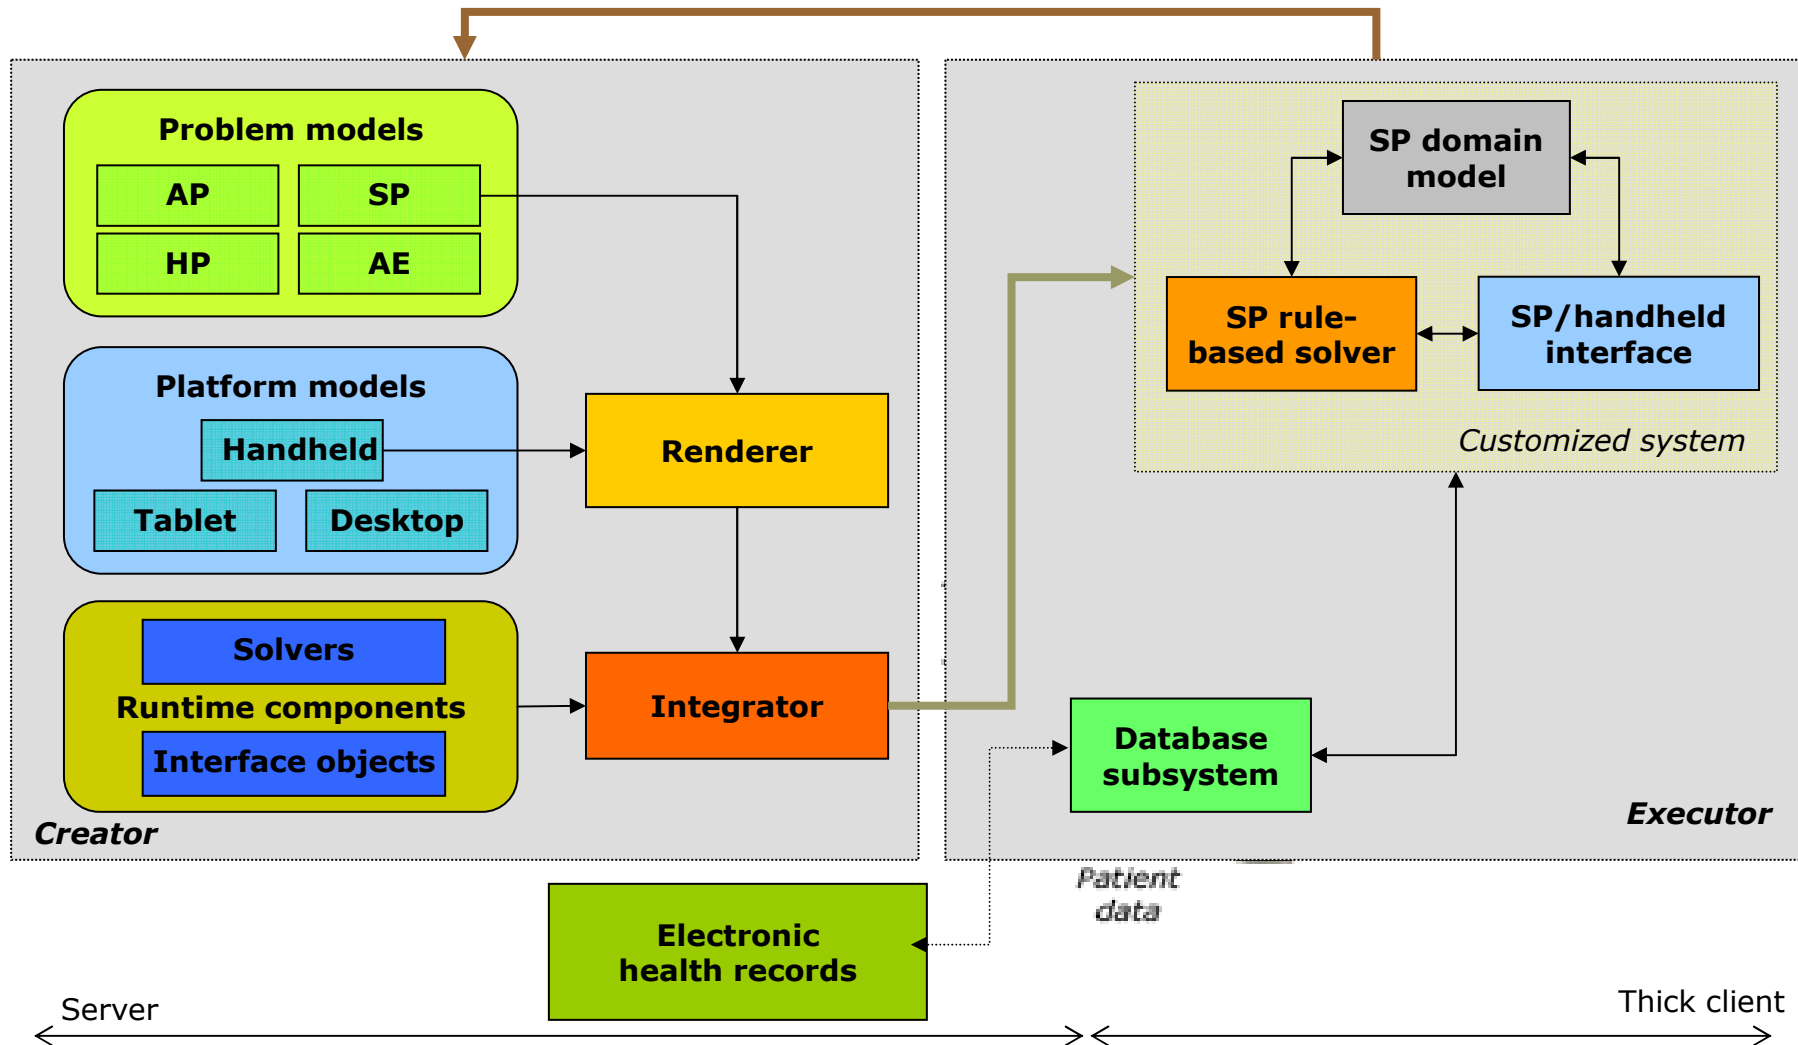 Problem models
AP
SP
HP
AE
Platform models
Handheld
Tablet
Desktop
Solvers
Runtime components
Interface objects
Creator
Renderer
Integrator
SP domain
model
SP rule-
based solver
SP/handheld
interface
Customized system
Database
subsystem
Executor
Patient
data
Electronic
health records
Server
Thick client